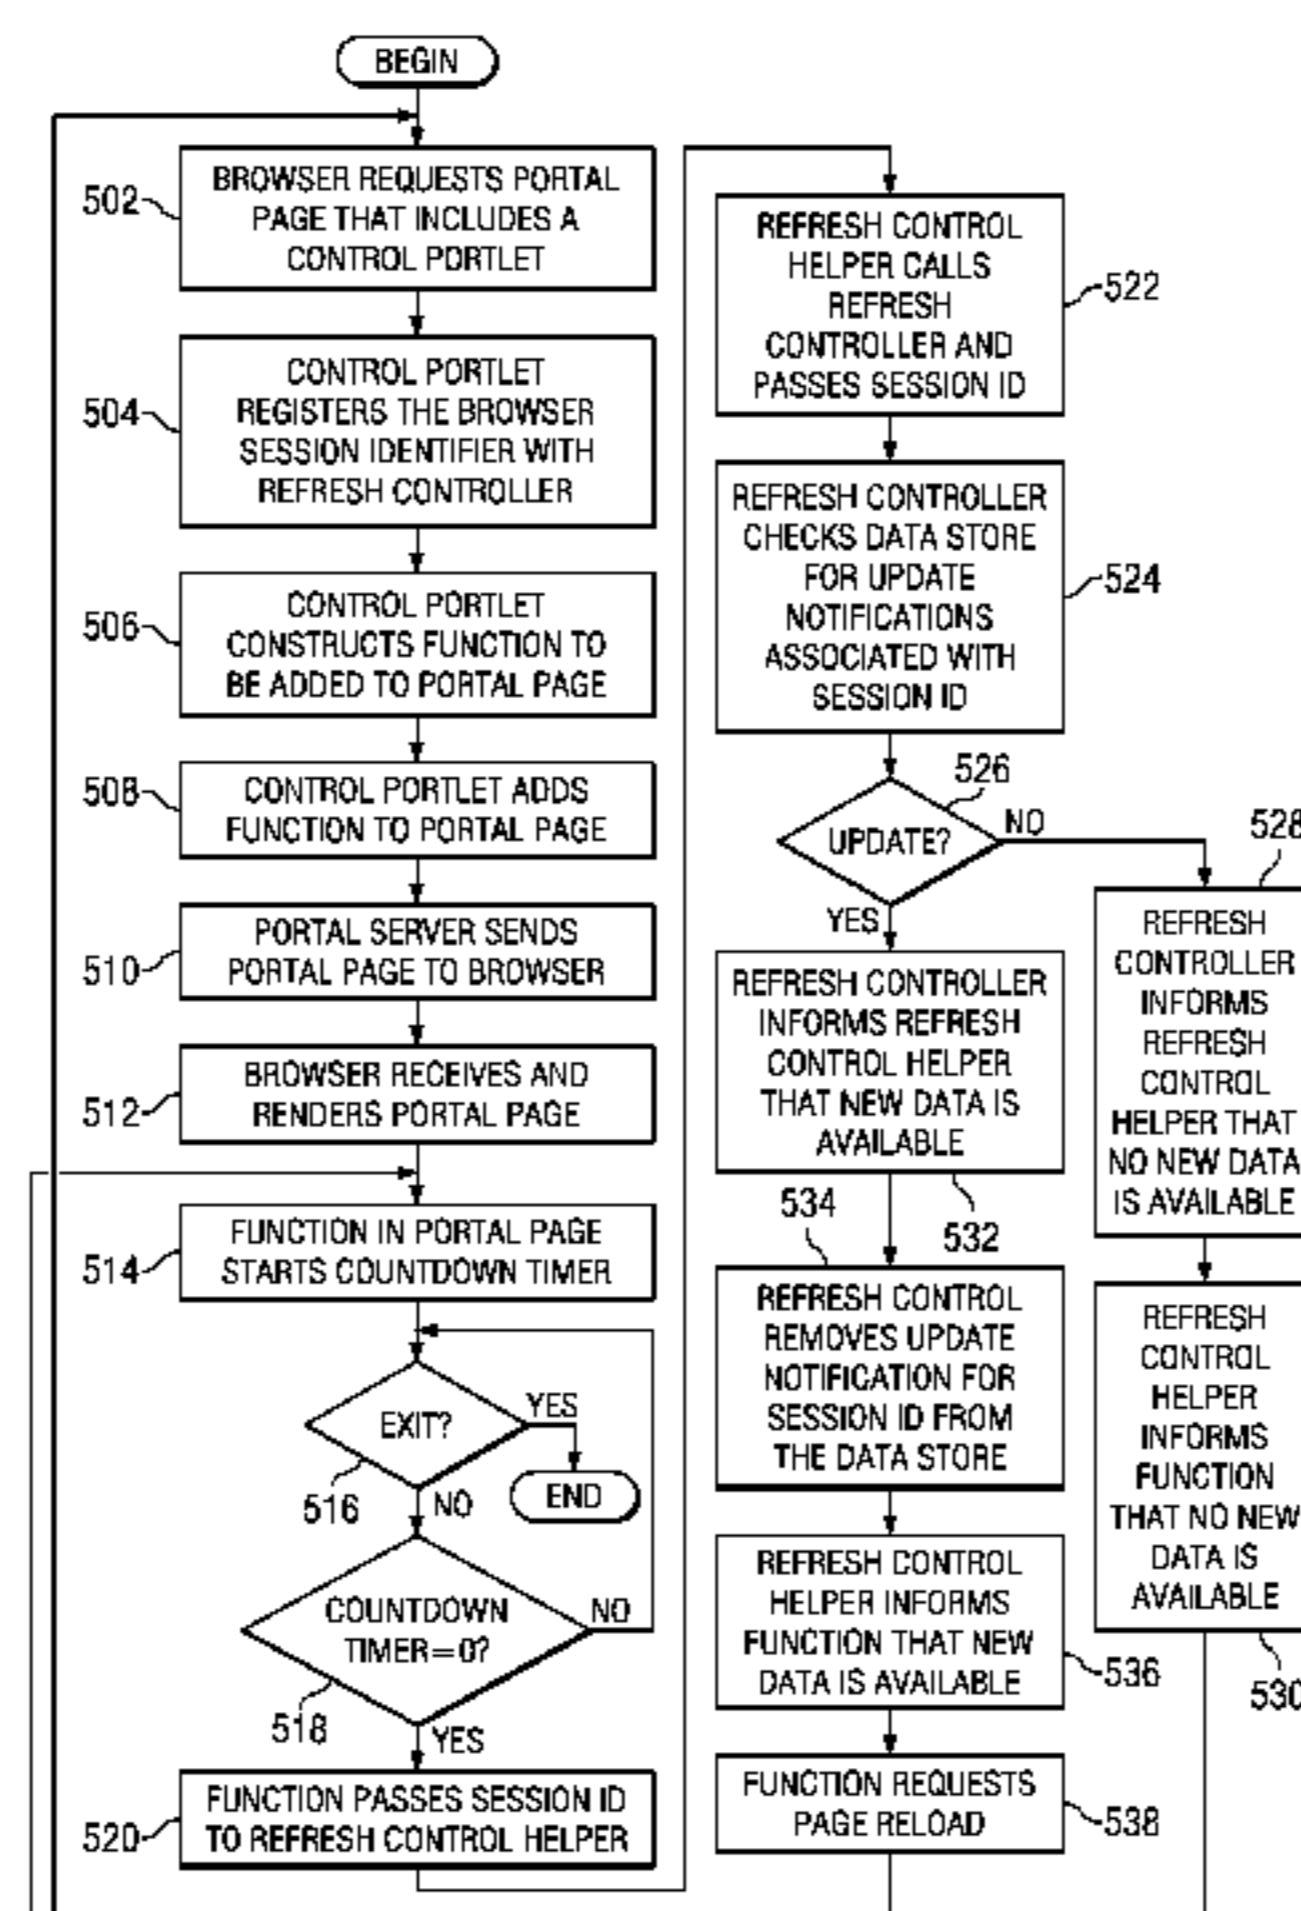 BEGIN
502
BROWSER REQUESTS PORTAL
PAGE THAT INCLUDES A
CONTROL PORTLET
504
CONTROL PORTLET
REGISTERS THE BROWSER
SESSION IDENTIFIER WITH
REFRESH CONTROLLER
506
CONTROL PORTLET
CONSTRUCTS FUNCTION TO
BE ADDED TO PORTAL PAGE
508
CONTROL PORTLET ADDS
FUNCTION TO PORTAL PAGE
510
PORTAL SERVER SENDS
PORTAL PAGE TO BROWSER
512
BROWSER RECEIVES AND
RENDERS PORTAL PAGE
514
FUNCTION IN PORTAL PAGE
STARTS COUNTDOWN TIMER
EXIT?
YES
516
NO
END
COUNTDOWN
TIMER=0?
NO
518
YES
520
FUNCTION PASSES SESSION ID
TO REFRESH CONTROL HELPER
REFRESH CONTROL
HELPER CALLS
REFRESH
CONTROLLER AND
PASSES SESSION ID
522
REFRESH CONTROLLER
CHECKS DATA STORE
FOR UPDATE
NOTIFICATIONS
ASSOCIATED WITH
SESSION ID
524
526
UPDATE?
NO
YES
REFRESH CONTROLLER
INFORMS REFRESH
CONTROL HELPER
THAT NEW DATA IS
AVAILABLE
532
534
REFRESH CONTROL
REMOVES UPDATE
NOTIFICATION FOR
SESSION ID FROM
THE DATA STORE
REFRESH CONTROL
HELPER INFORMS
FUNCTION THAT NEW
DATA IS AVAILABLE
536
FUNCTION REQUESTS
PAGE RELOAD
538
528
REFRESH
CONTROLLER
INFORMS
REFRESH
CONTROL
HELPER THAT
NO NEW DATA
IS AVAILABLE
REFRESH
CONTROL
HELPER
INFORMS
FUNCTION
THAT NO NEW
DATA IS
AVAILABLE
530